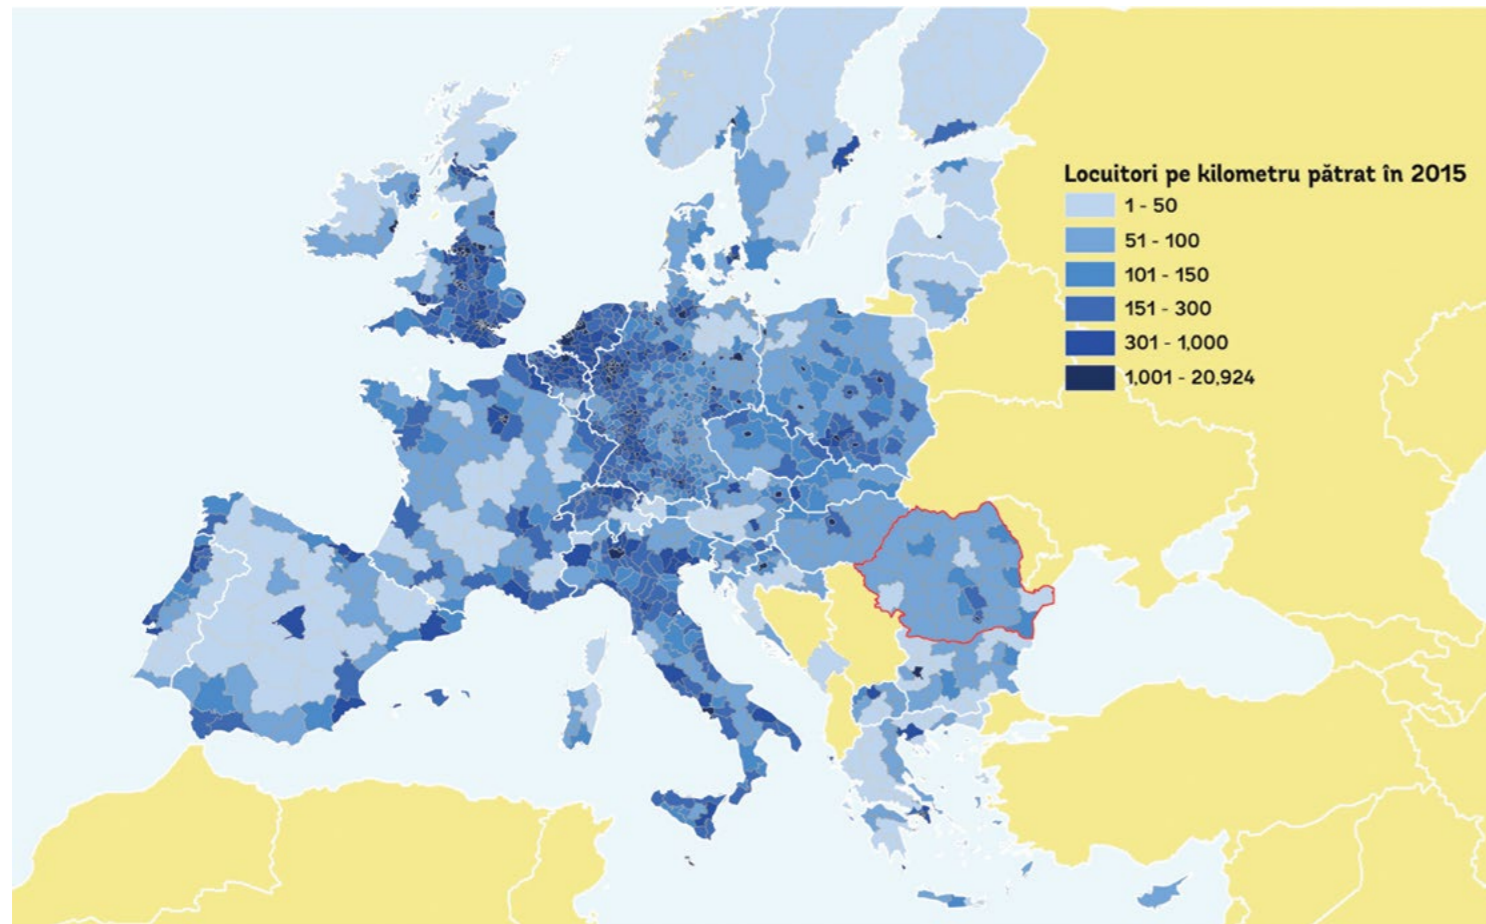 Locuitori pe kilometru pătrat în 2015
1 - 50
51 - 100
101 - 150
151 - 300
301 - 1,000
1,001 - 20,924